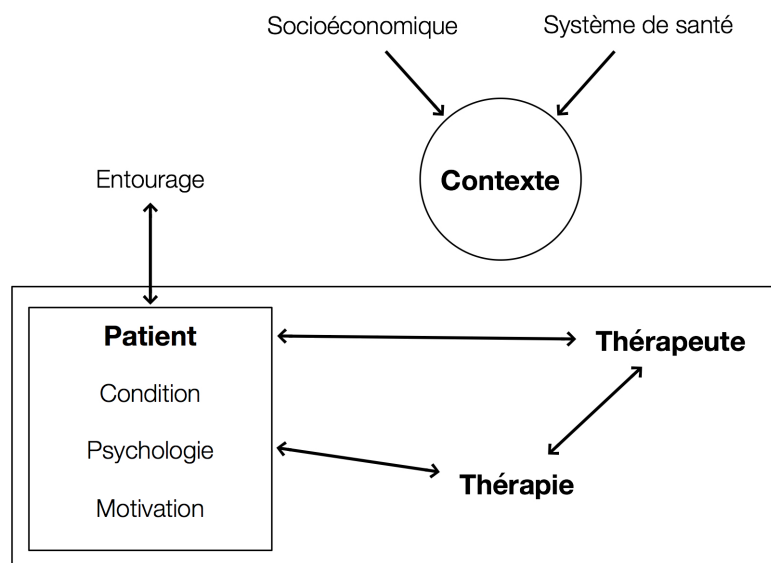 Socioéconomique
Système de santé
Contexte
Entourage
Patient
Thérapeute
Condition
Psychologie
Thérapie
Motivation